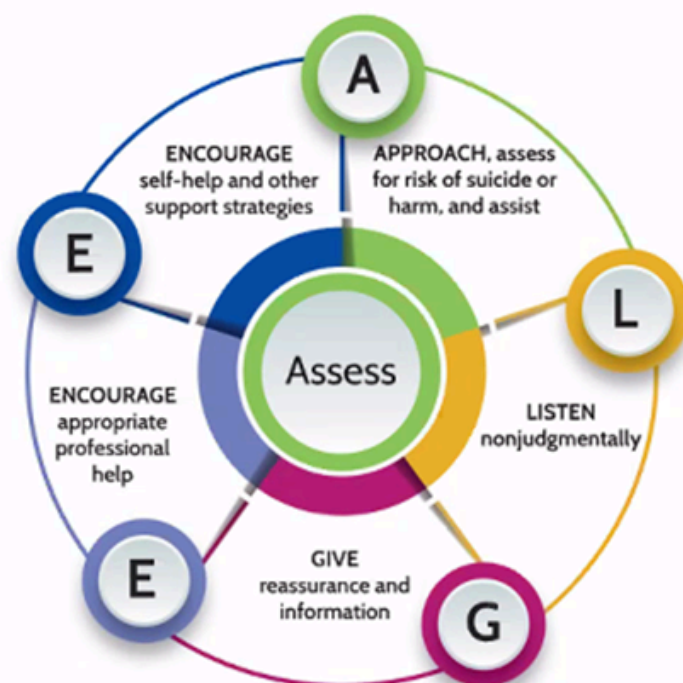 A
APPROACH, assess
for risk of suicide or
harm, and assist
L
LISTEN
nonjudgmentally
G
GIVE
reassurance and
information
E
ENCOURAGE
appropriate
professional
help
E
ENCOURAGE
self-help and other
support strategies
Assess